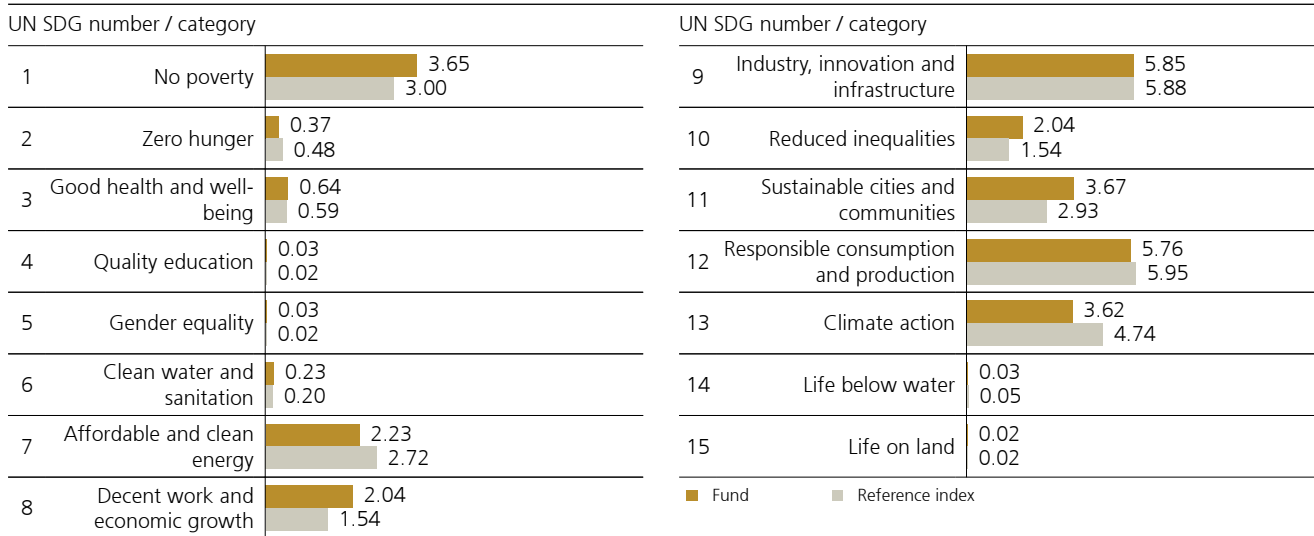 UN SDG number / category
1 No poverty 3.65
3.00
2 Zero hunger 0.37
0.48
3 Good health and well-
being 0.64
0.59
4 Quality education 0.03
0.02
5 Gender equality 0.03
0.02
6 Clean water and
sanitation 0.23
0.20
7 Affordable and clean
energy 2.23
2.72
8 Decent work and
economic growth 2.04
1.54
UN SDG number / category
9 Industry, innovation and
infrastructure 5.85
5.88
10 Reduced inequalities 2.04
1.54
11 Sustainable cities and
communities 3.67
2.93
12 Responsible consumption
and production 5.76
5.95
13 Climate action 3.62
4.74
14 Life below water 0.03
0.05
15 Life on land 0.02
0.02
Fund Reference index